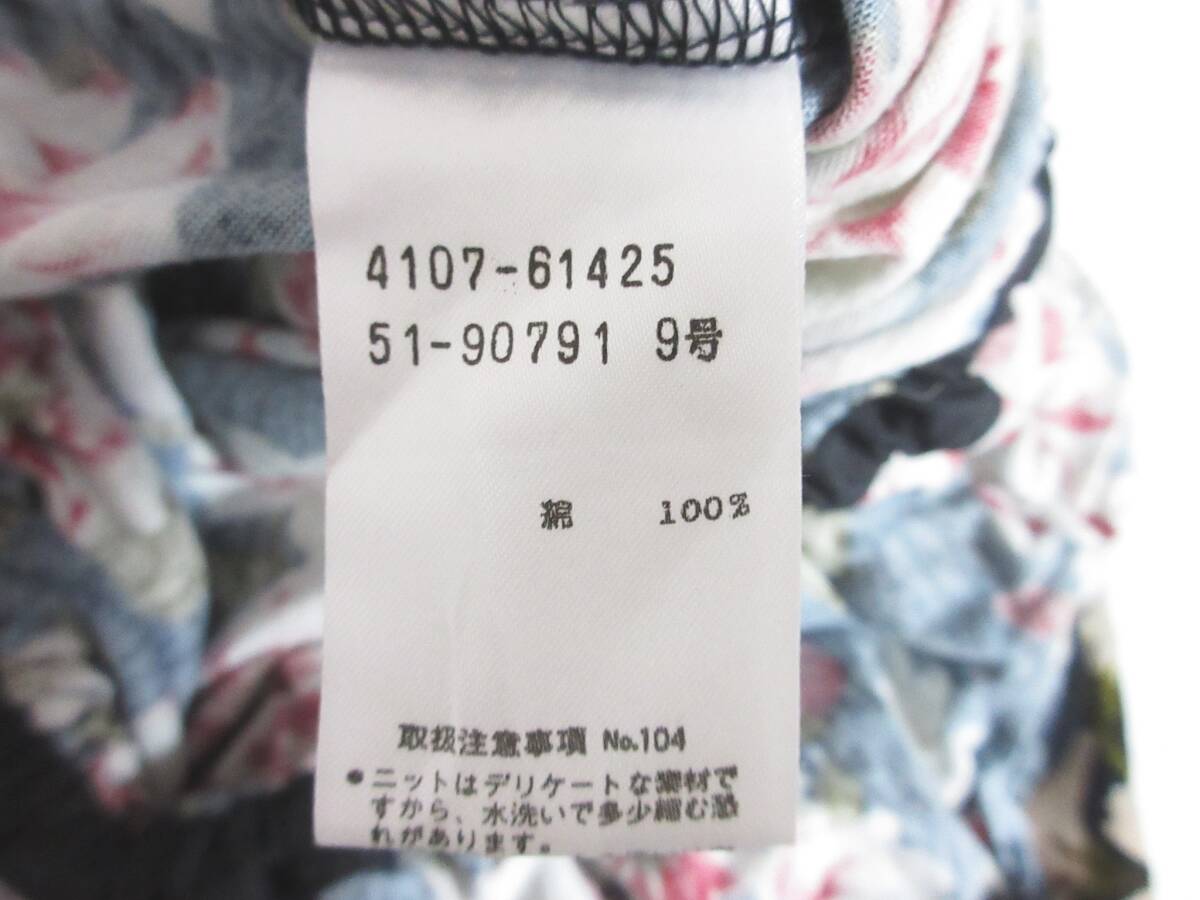 4107-61425
51-90791 9号
綿 100%
取扱注意事項 No.104
●ニットはデリケートな素材で
すから、水洗いで多少縮む恐
れがあります。